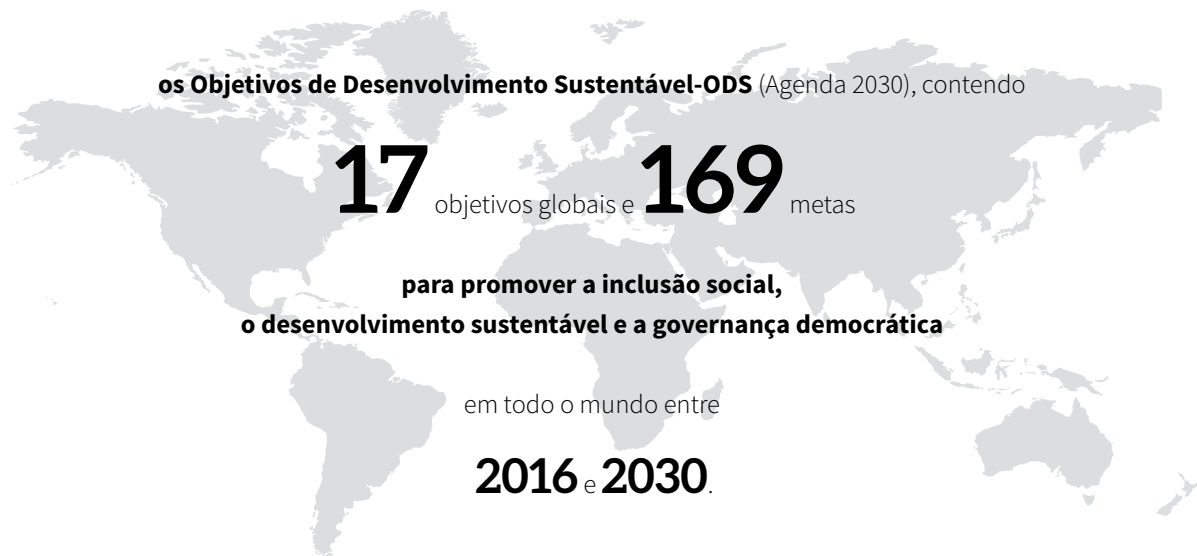 os Objetivos de Desenvolvimento Sustentável-ODS (Agenda 2030), contendo
17 objetivos globais e 169 metas
para promover a inclusão social,
o desenvolvimento sustentável e a governança democrática
em todo o mundo entre
2016 e 2030.